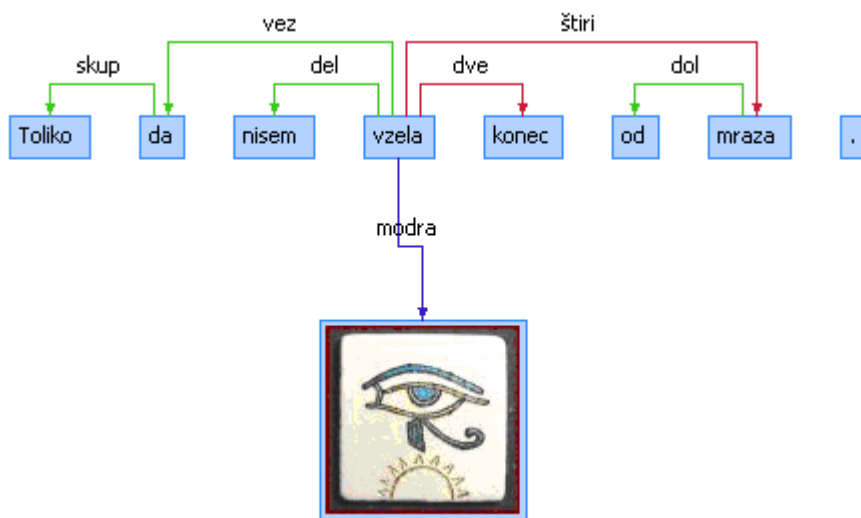 vez štiri
skup del dve dol
Toliko da nisem vzela konec od mraza .
modra